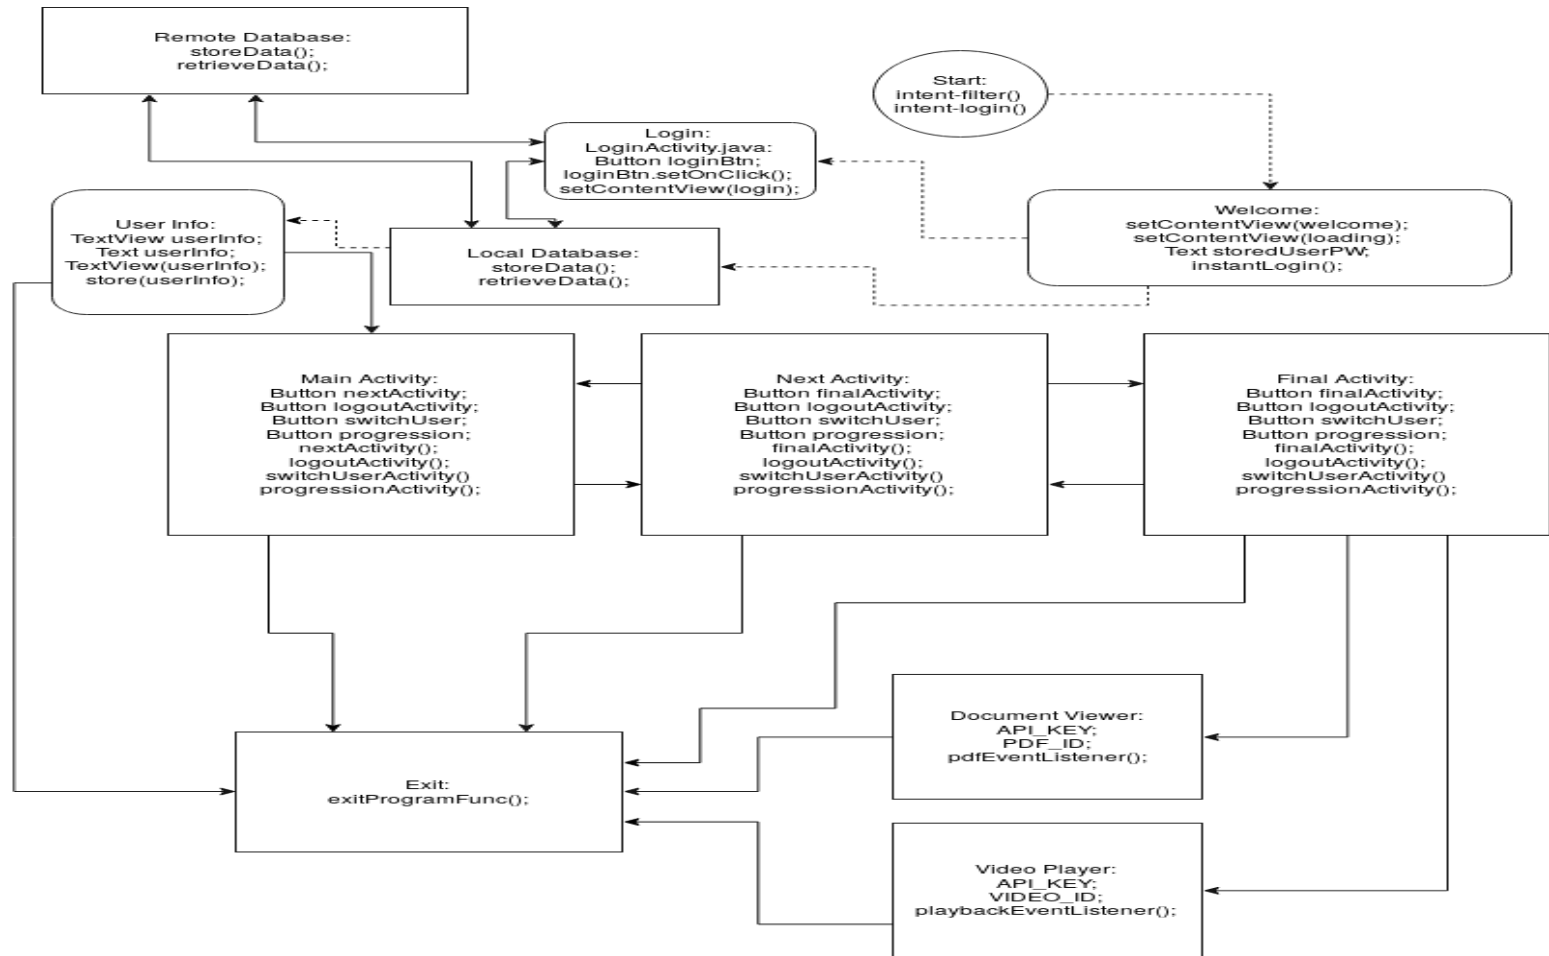 Remote Database:
storeData();
retrieveData();
Start:
intent-filter()
intent-login()
Login:
LoginActivity.java:
Button loginBtn;
loginBtn.setOnClick();
setContentView(login);
User Info:
TextView userInfo;
Text userInfo;
TextView(userInfo);
store(userInfo);
Local Database:
storeData();
retrieveData();
Welcome:
setContentView(welcome);
setContentView(loading);
Text storedUserPW;
instantLogin();
Main Activity:
Button nextActivity;
Button logoutActivity;
Button switchUser;
Button progression;
nextActivity();
logoutActivity();
switchUserActivity()
progressionActivity();
Next Activity:
Button finalActivity;
Button logoutActivity;
Button switchUser;
Button progression;
finalActivity();
logoutActivity();
switchUserActivity()
progressionActivity();
Final Activity:
Button finalActivity;
Button logoutActivity;
Button switchUser;
Button progression;
finalActivity();
logoutActivity();
switchUserActivity()
progressionActivity();
Document Viewer:
API_KEY;
PDF_ID;
pdfEventListener();
Exit:
exitProgramFunc();
Video Player:
API_KEY;
VIDEO_ID;
playbackEventListener();